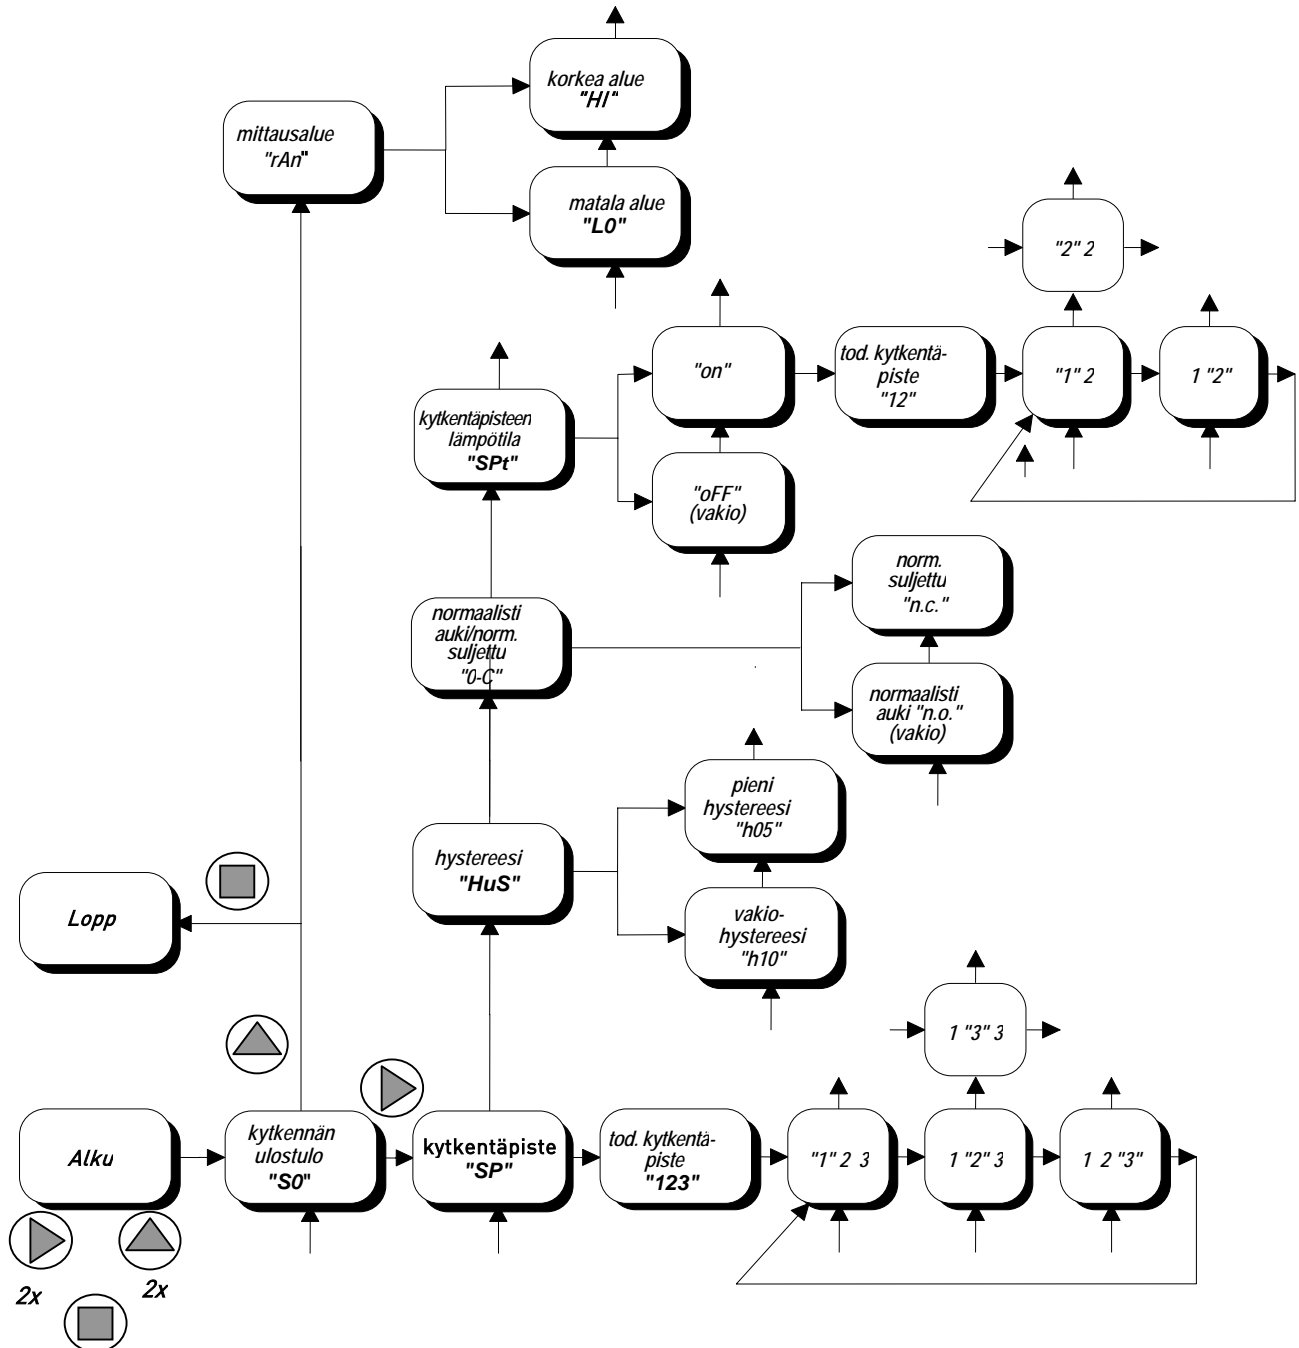 korkea alue
"HI"
mittausalue
"rAn"
matala alue
"L0"
"2" 2
"on"
tod. kytkentä-
piste
"12"
"1" 2
1 "2"
kytkentäpisteen
lämpötila
"SPt"
"oFF"
(vakio)
norm.
suljettu
"n.c."
normaalisti
auki/norm.
suljettu
"0-C"
normaalisti
auki "n.o."
(vakio)
pieni
hystereesi
"h05"
hystereesi
"HuS"
vakio-
hystereesi
"h10"
Lopp
1 "3" 3
Alku
kytkennän
ulostulo
"S0"
kytkentäpiste
"SP"
tod. kytkentä-
piste
"123"
"1" 2 3
1 "2" 3
1 2 "3"
2x
2x